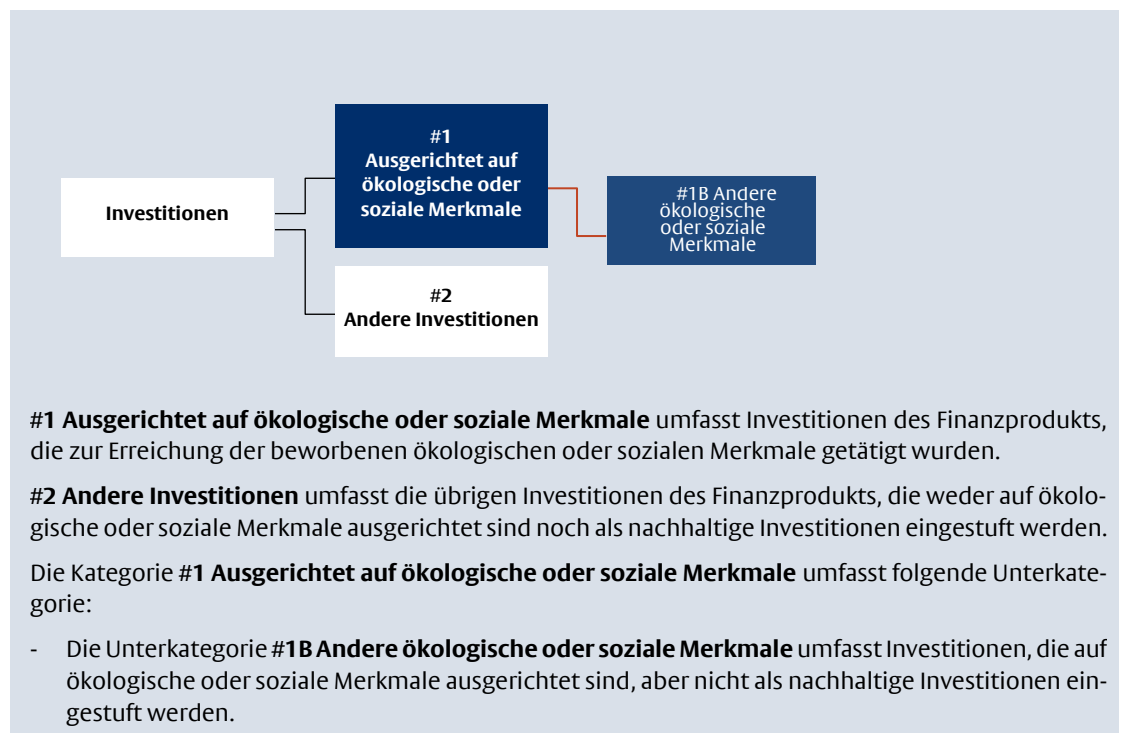 #1
Ausgerichtet auf
ökologische oder
soziale Merkmale
Investitionen
#1B Andere
ökologische
oder soziale
Merkmale
#2
Andere Investitionen
#1 Ausgerichtet auf ökologische oder soziale Merkmale umfasst Investitionen des Finanzprodukts,
die zur Erreichung der beworbenen ökologischen oder sozialen Merkmale getätigt wurden.
#2 Andere Investitionen umfasst die übrigen Investitionen des Finanzprodukts, die weder auf ökolo-
gische oder soziale Merkmale ausgerichtet sind noch als nachhaltige Investitionen eingestuft werden.
Die Kategorie #1 Ausgerichtet auf ökologische oder soziale Merkmale umfasst folgende Unterkate-
gorie:
- Die Unterkategorie #1B Andere ökologische oder soziale Merkmale umfasst Investitionen, die auf
ökologische oder soziale Merkmale ausgerichtet sind, aber nicht als nachhaltige Investitionen ein-
gestuft werden.